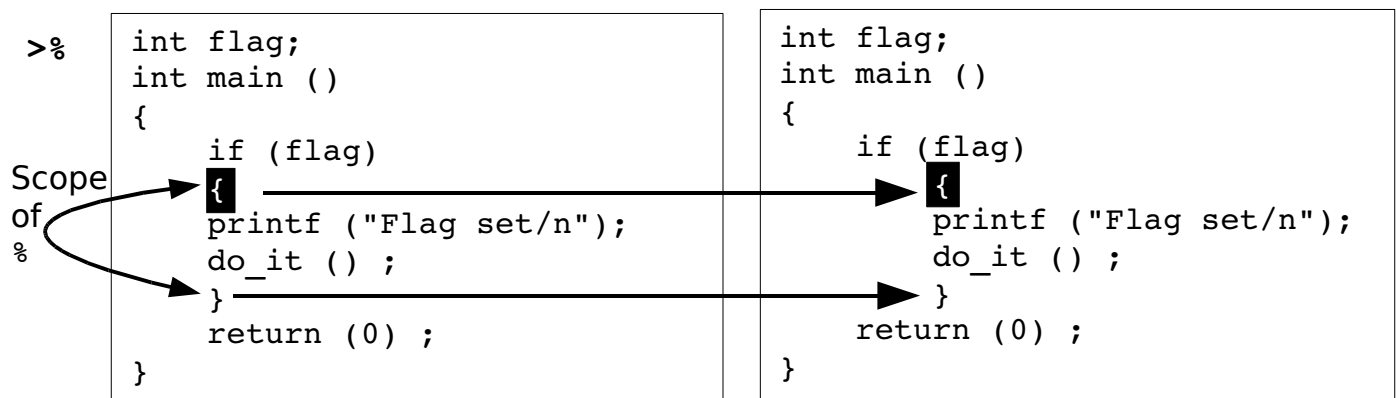 >%
Scope
of
%
int flag;
int main ()
{
    if (flag)
    {
    printf ("Flag set/n");
    do_it () ;
    }
    return (0) ;
}
int flag;
int main ()
{
    if (flag)
        {
        printf ("Flag set/n");
        do_it () ;
        }
    return (0) ;
}